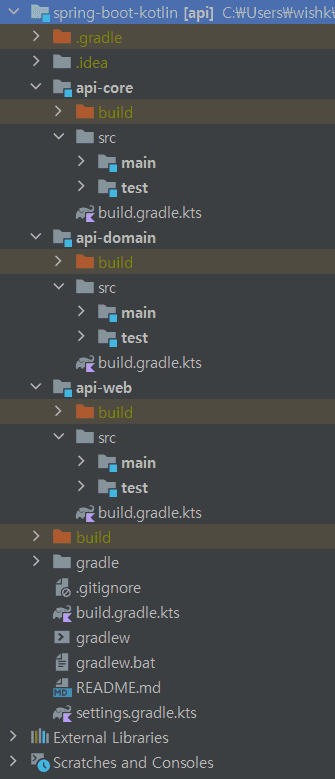 spring-boot-kotlin [api] C:₩Users₩wishk₩
.gradle
.idea
api-core
build
src
main
test
build.gradle.kts
api-domain
build
src
main
test
build.gradle.kts
api-web
build
src
main
test
build.gradle.kts
build
gradle
.gitignore
build.gradle.kts
gradlew
gradlew.bat
README.md
settings.gradle.kts
External Libraries
Scratches and Consoles